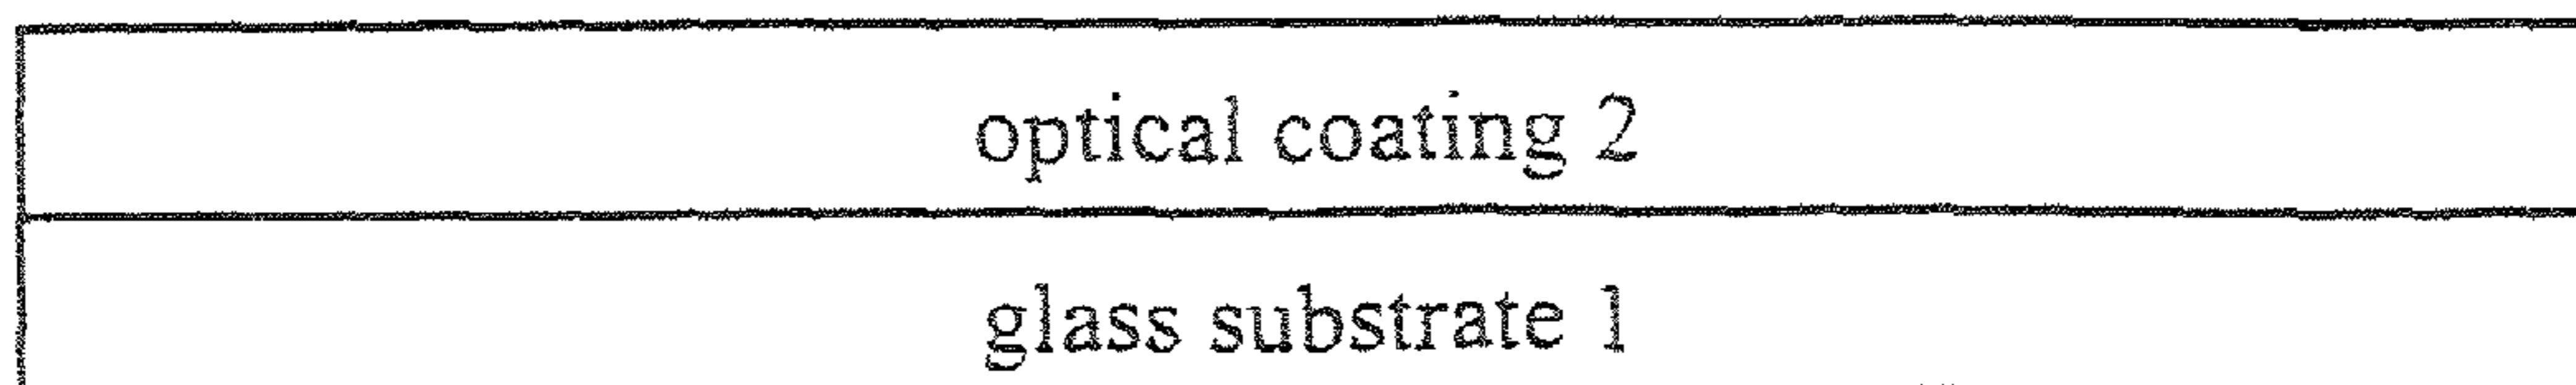 optical coating 2
glass substrate 1